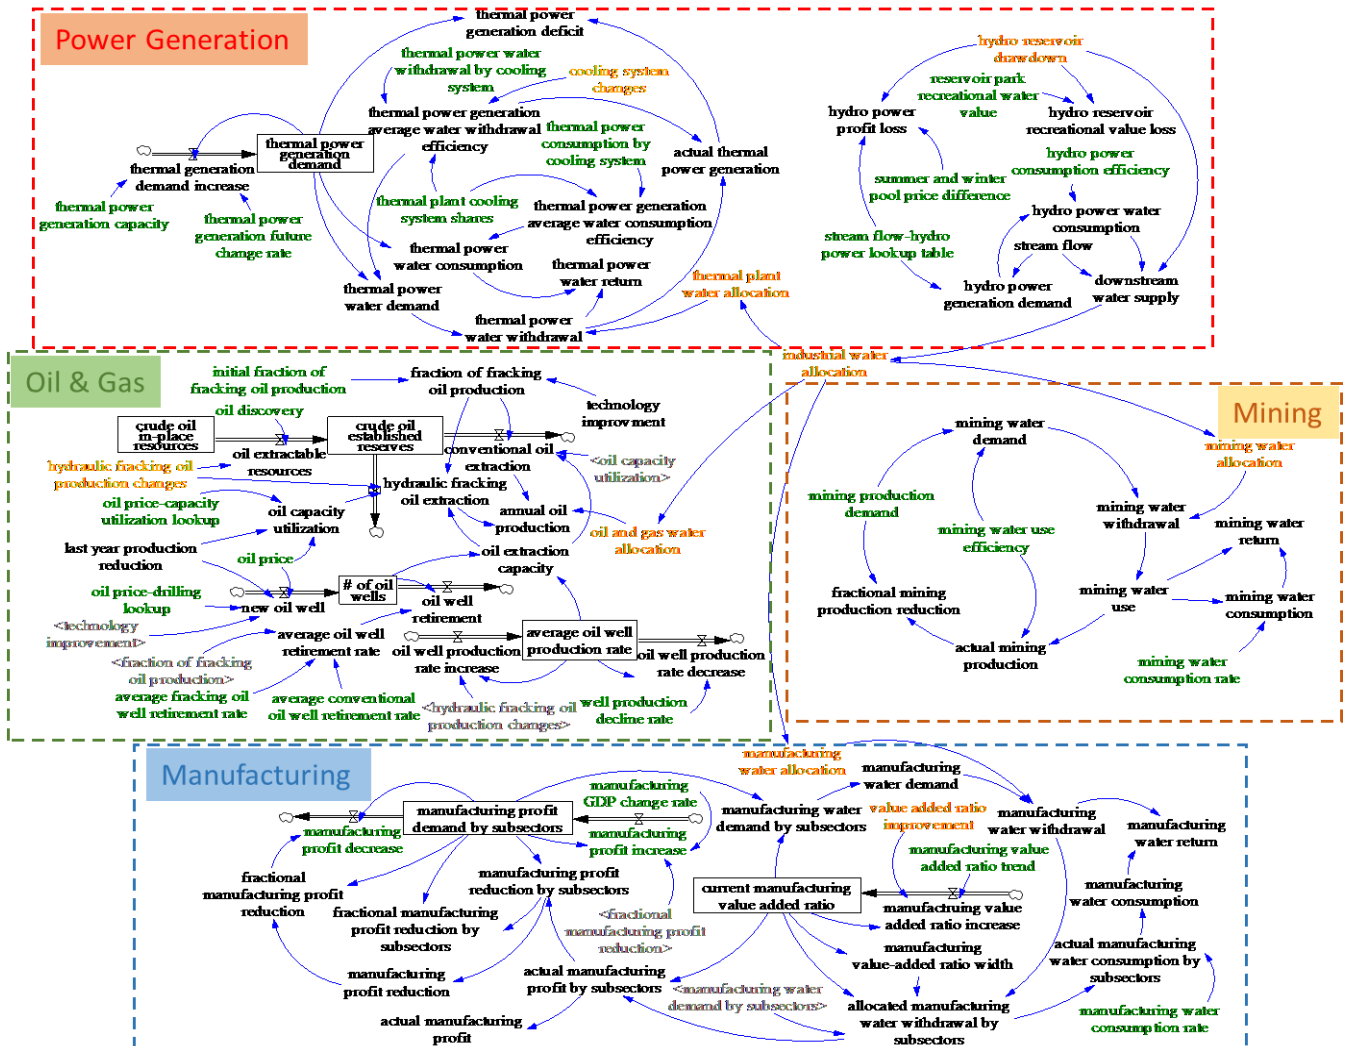 Power Generation
thermal power
generation deficit
thermal power water
withdrawal by cooling
system
cooling system
changes
thermal power generation
average water withdrawal
efficiency
thermal power
consumption by
cooling system
actual thermal
power generation
thermal power
generation
demand
thermal generation
demand increase
thermal power
generation capacity
thermal power
generation future
change rate
thermal plant cooling
system shares
thermal power generation
average water consumption
efficiency
thermal power
water consumption
thermal power
water return
thermal power
water demand
thermal power
water withdrawal
thermal plant
water allocation
hydro reservoir
drawdown
reservoir park
recreational water
value
hydro power
profit loss
hydro reservoir
recreational value loss
hydro power
consumption efficiency
summer and winter
pool price difference
hydro power water
consumption
stream flow-hydro
power lookup table
stream flow
hydro power
generation demand
downstream
water supply
industrial water
allocation
Oil & Gas
initial fraction of
fracking oil production
fraction of fracking
oil production
oil discovery
technology
improvment
crude oil
in-place
resources
crude oil
established
reserves
oil extractable
resources
conventional oil
extraction
<oil capacity
utilization>
hydraulic fracking oil
production changes
hydraulic fracking
oil extraction
oil price-capacity
utilization lookup
oil capacity
utilization
annual oil
production
oil and gas water
allocation
last year production
reduction
oil price
oil extraction
capacity
oil price-drilling
lookup
# of oil
wells
new oil well
oil well
retirement
<technology
improvement>
average oil well
retirement rate
<fraction of fracking
oil production>
oil well production
rate increase
average oil well
production rate
oil well production
rate decrease
average fracking oil
well retirement rate
average conventional
oil well retirement rate
<hydraulic fracking oil
production changes>
well production
decline rate
Mining
mining water
demand
mining water
allocation
mining production
demand
mining water
withdrawal
mining water
return
mining water use
efficiency
fractional mining
production reduction
mining water
use
mining water
consumption
actual mining
production
mining water
consumption rate
Manufacturing
manufacturing
water allocation
manufacturing
water demand
manufacturing
GDP change rate
manufacturing profit
demand by subsectors
manufacturing
profit decrease
manufacturing
profit increase
manufacturing water
demand by subsectors
value added ratio
improvement
manufacturing
water withdrawal
manufacturing
water return
manufacturing value
added ratio trend
fractional
manufacturing profit
reduction
manufacturing profit
reduction by subsectors
current manufacturing
value added ratio
manufacturing
water consumption
fractional manufacturing
profit reduction by
subsectors
<fractional
manufacturing profit
reduction>
manufactruing value
added ratio increase
manufacturing
value-added ratio width
actual manufacturing
water consumption by
subsectors
manufacturing
profit reduction
actual manufacturing
profit by subsectors
<manufacturing water
demand by subsectors>
allocated manufacturing
water withdrawal by
subsectors
manufacturing water
consumption rate
actual manufacturing
profit